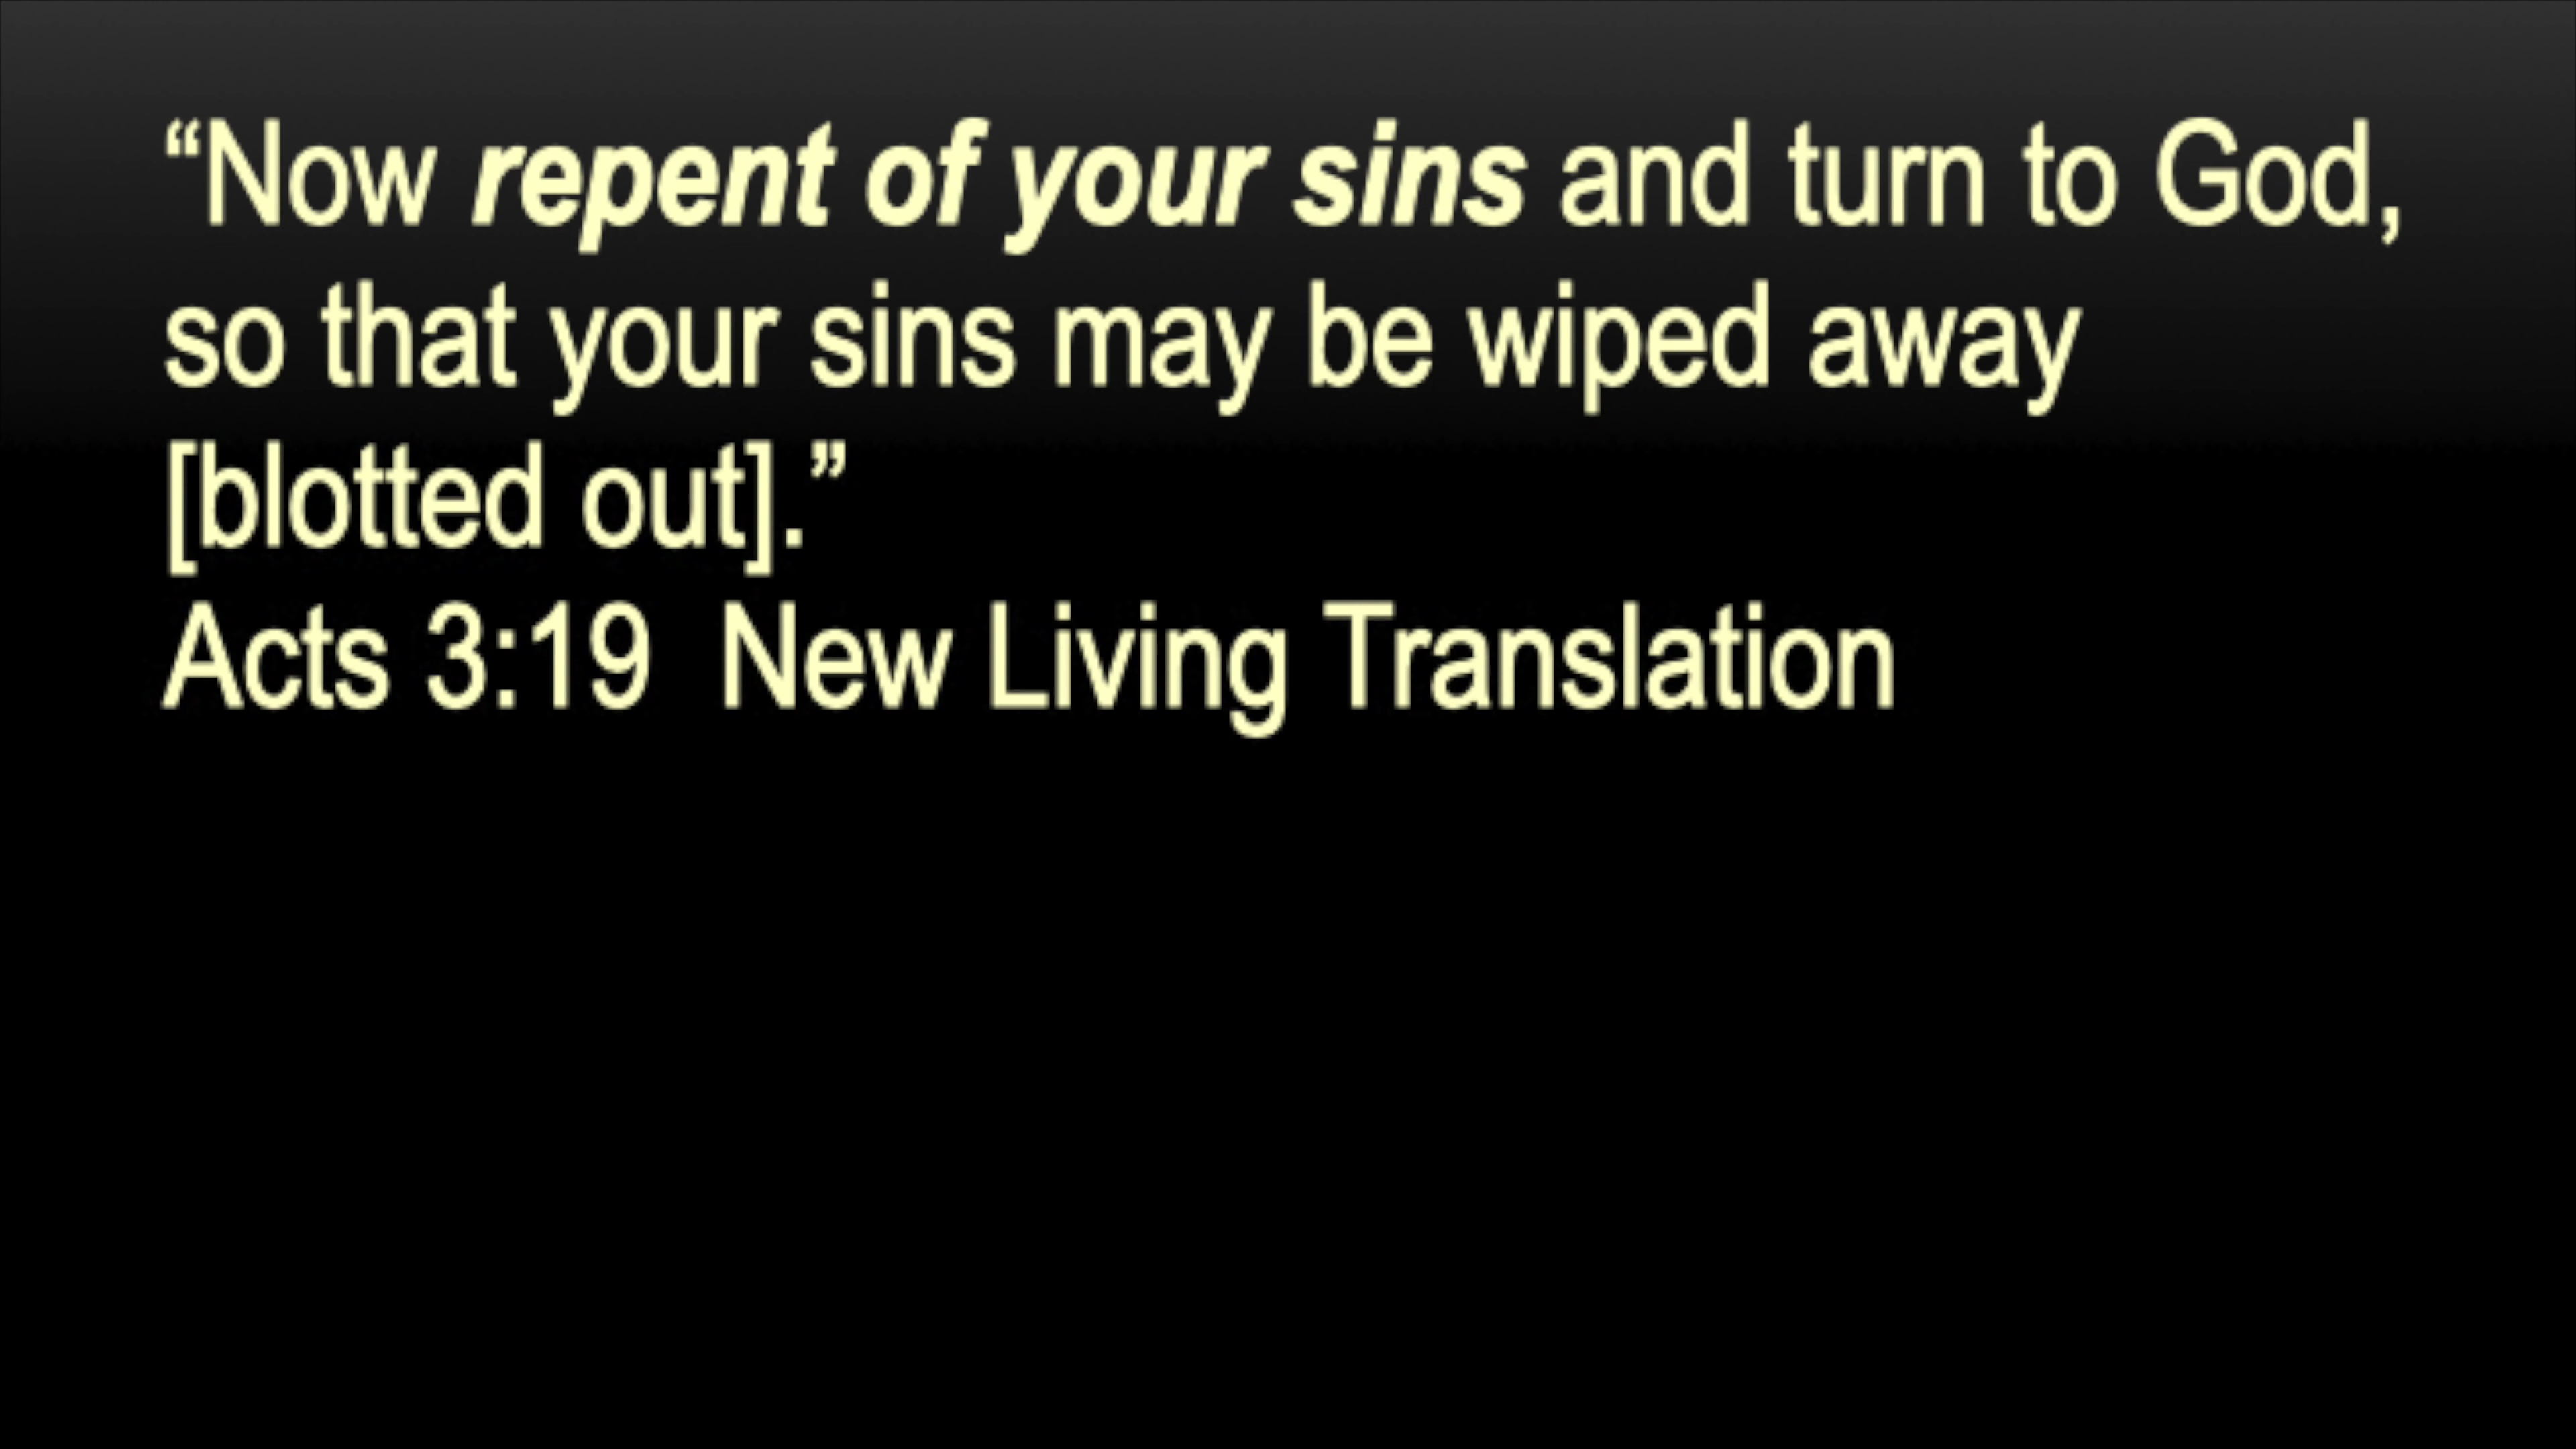 “Now repent of your sins and turn to God,
so that your sins may be wiped away
[blotted out].”
Acts 3:19  New Living Translation